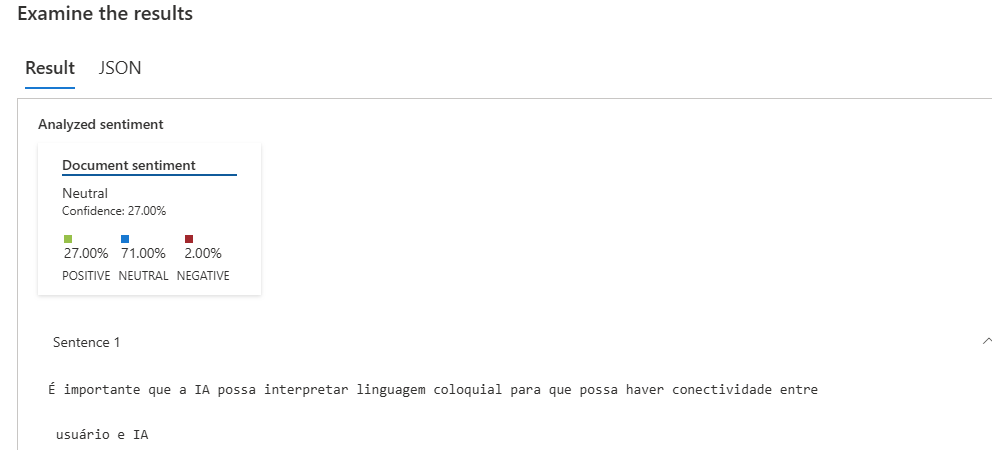 Examine the results
Result JSON
Analyzed sentiment
Document sentiment
Neutral
Confidence: 27.00%
27.00% 71.00% 2.00%
POSITIVE NEUTRAL NEGATIVE
Sentence 1
É importante que a IA possa interpretar linguagem coloquial para que possa haver conectividade entre
usuário e IA